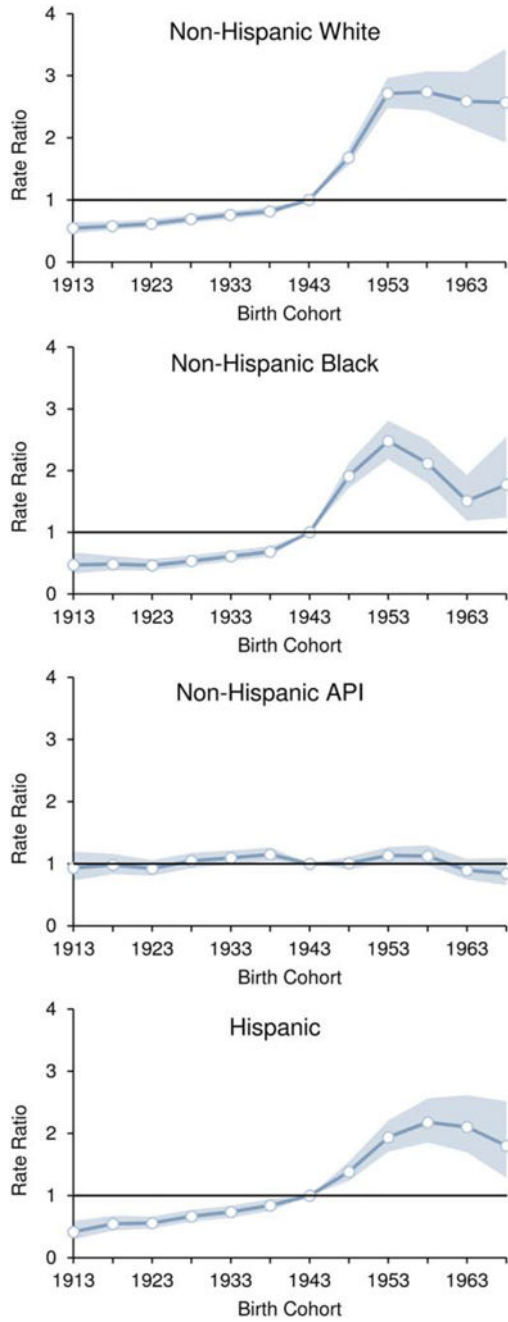 Non-Hispanic White
Rate Ratio
4
3
2
1
0
1913 1923 1933 1943 1953 1963
Birth Cohort
Non-Hispanic Black
Rate Ratio
4
3
2
1
0
1913 1923 1933 1943 1953 1963
Birth Cohort
Non-Hispanic API
Rate Ratio
4
3
2
1
0
1913 1923 1933 1943 1953 1963
Birth Cohort
Hispanic
Rate Ratio
4
3
2
1
0
1913 1923 1933 1943 1953 1963
Birth Cohort